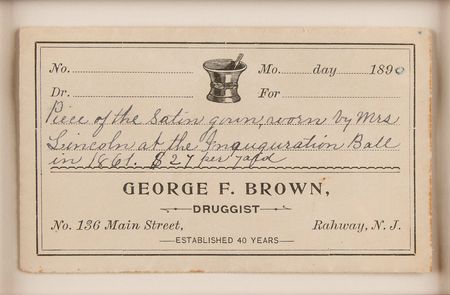 No. Mo. day 1890
Dr. For
Piece of the Satin gown, worn by Mrs
Lincoln at the Inauguration Ball
in 1861. $27 per yard
GEORGE F. BROWN,
DRUGGIST
No. 136 Main Street, Rahway, N. J.
ESTABLISHED 40 YEARS